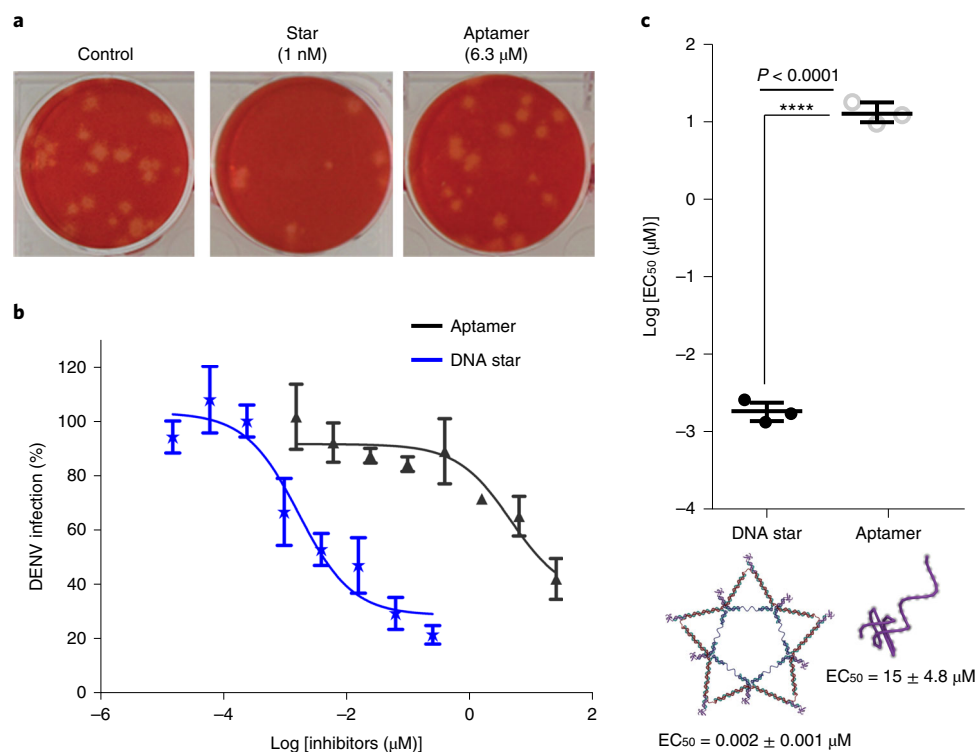 a
Control
Star
(1 nM)
Aptamer
(6.3 μM)
b
Aptamer
DNA star
DENV infection (%)
120
100
80
60
40
20
0
−6
−4
−2
0
2
Log [inhibitors (μM)]
c
Log [EC₅₀ (μM)]
2
1
0
−1
−2
−3
−4
P < 0.0001
****
DNA star
Aptamer
EC₅₀ = 15 ± 4.8 μM
EC₅₀ = 0.002 ± 0.001 μM